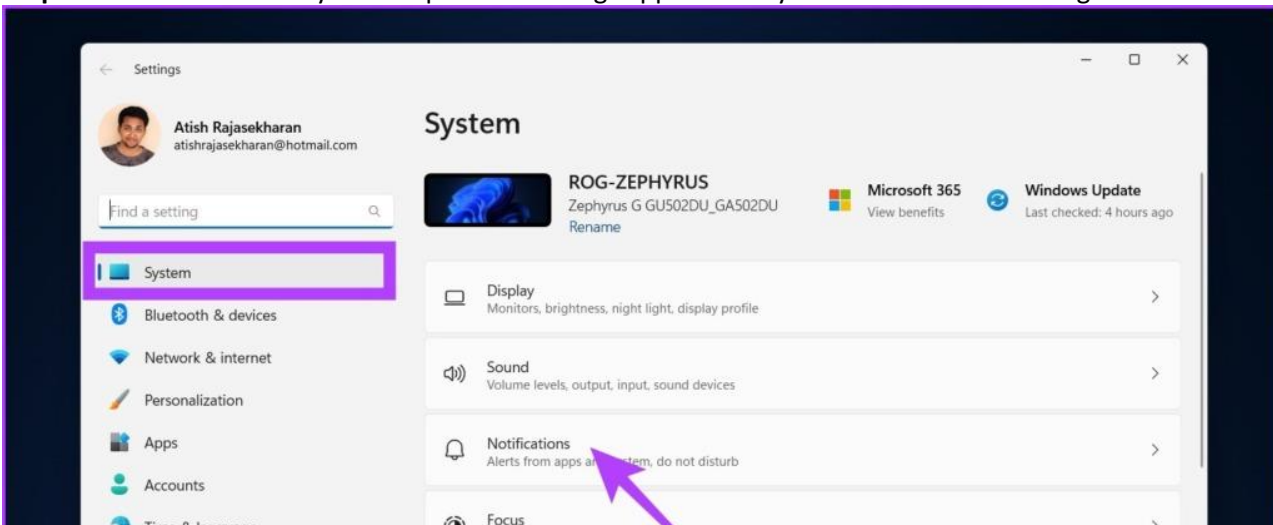 Settings
Atish Rajasekharan
atishrajasekharan@hotmail.com
Find a setting
System
Bluetooth & devices
Network & internet
Personalization
Apps
Accounts
System
ROG-ZEPHYRUS
Zephyrus G GU502DU_GA502DU
Rename
Microsoft 365
View benefits
Windows Update
Last checked: 4 hours ago
Display
Monitors, brightness, night light, display profile
Sound
Volume levels, output, input, sound devices
Notifications
Alerts from apps system, do not disturb
Focus